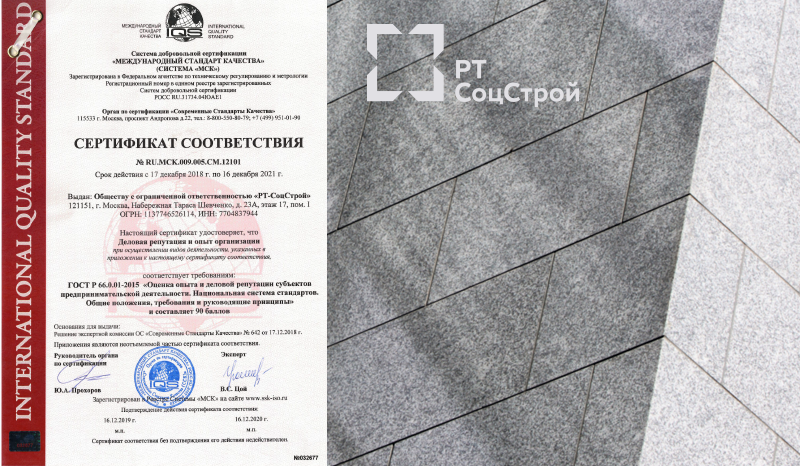 INTERNATIONAL QUALITY STANDARD
МЕЖДУНАРОДНЫЙ
СТАНДАРТ
КАЧЕСТВА
IQS
INTERNATIONAL
QUALITY
STANDARD
Система добровольной сертификации
«МЕЖДУНАРОДНЫЙ СТАНДАРТ КАЧЕСТВА»
(СИСТЕМА «МСК»)
Зарегистрирована в Федеральном агентстве по техническому регулированию и метрологии
Регистрационный номер в едином реестре зарегистрированных
Систем добровольной сертификации
РОСС RU.31734.04ЮАЕ1
Орган по сертификации «Современные Стандарты Качества»
115533 г. Москва, проспект Андропова д.22, тел.: 8-800-550-80-79; +7 (499) 951-01-90
СЕРТИФИКАТ СООТВЕТСТВИЯ
№ RU.МСК.009.005.СМ.12101
Срок действия с 17 декабря 2018 г. по 16 декабря 2021 г.
Выдан: Обществу с ограниченной ответственностью «РТ-СоцСтрой»
121151, г. Москва, Набережная Тараса Шевченко, д. 23А, этаж 17, пом. I
ОГРН: 1137746526114, ИНН: 7704837944
Настоящий сертификат удостоверяет, что
Деловая репутация и опыт организации
при осуществлении видов деятельности, указанных в
приложении к настоящему сертификату соответствия,
соответствует требованиям:
ГОСТ Р 66.0.01-2015 «Оценка опыта и деловой репутации субъектов
предпринимательской деятельности. Национальная система стандартов.
Общие положения, требования и руководящие принципы»
и составляет 90 баллов
Основания для выдачи:
Решение экспертной комиссии ОС «Современные Стандарты Качества» № 642 от 17.12.2018 г.
Приложения являются неотъемлемой частью сертификата соответствия.
Руководитель органа
по сертификации
Эксперт
IQS
Ю.А. Прохоров
В.С. Цой
Зарегистрирован в Реестре Системы «МСК» на сайте www.ssk-iso.ru
Подтверждение действия сертификата соответствия
16.12.2019 г.
16.12.2020 г.
м.п.
м.п.
Сертификат соответствия без подтверждения его действия недействителен.
№032677
РТ
СоцСтрой